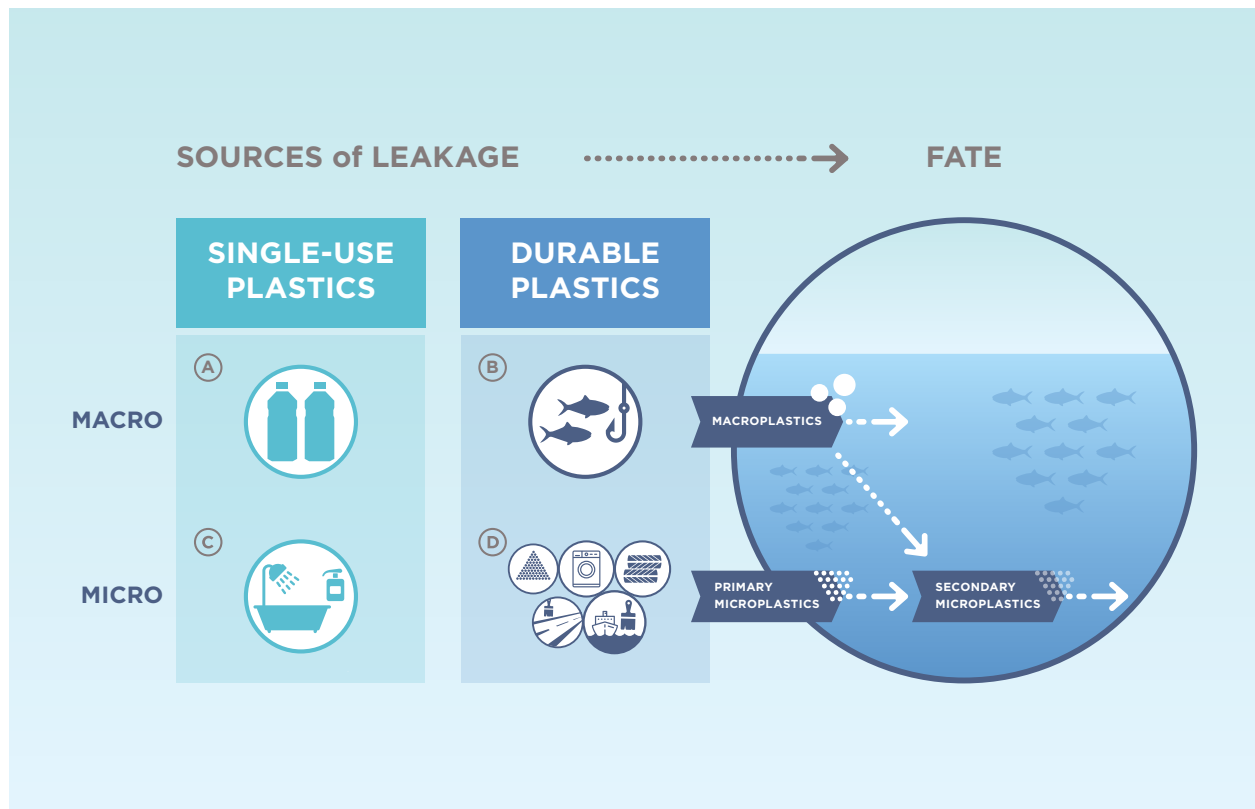 SOURCES of LEAKAGE
FATE
SINGLE-USE
PLASTICS
DURABLE
PLASTICS
A
B
MACRO
MACROPLASTICS
C
D
MICRO
PRIMARY
MICROPLASTICS
SECONDARY
MICROPLASTICS